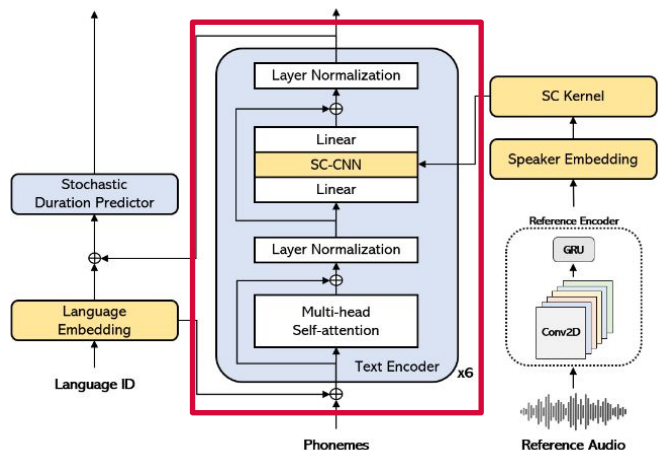 Layer Normalization
Linear
SC-CNN
Linear
Layer Normalization
Multi-head
Self-attention
Text Encoder
x6
Phonemes
Stochastic
Duration Predictor
Language
Embedding
Language ID
SC Kernel
Speaker Embedding
Reference Encoder
GRU
Conv2D
Reference Audio